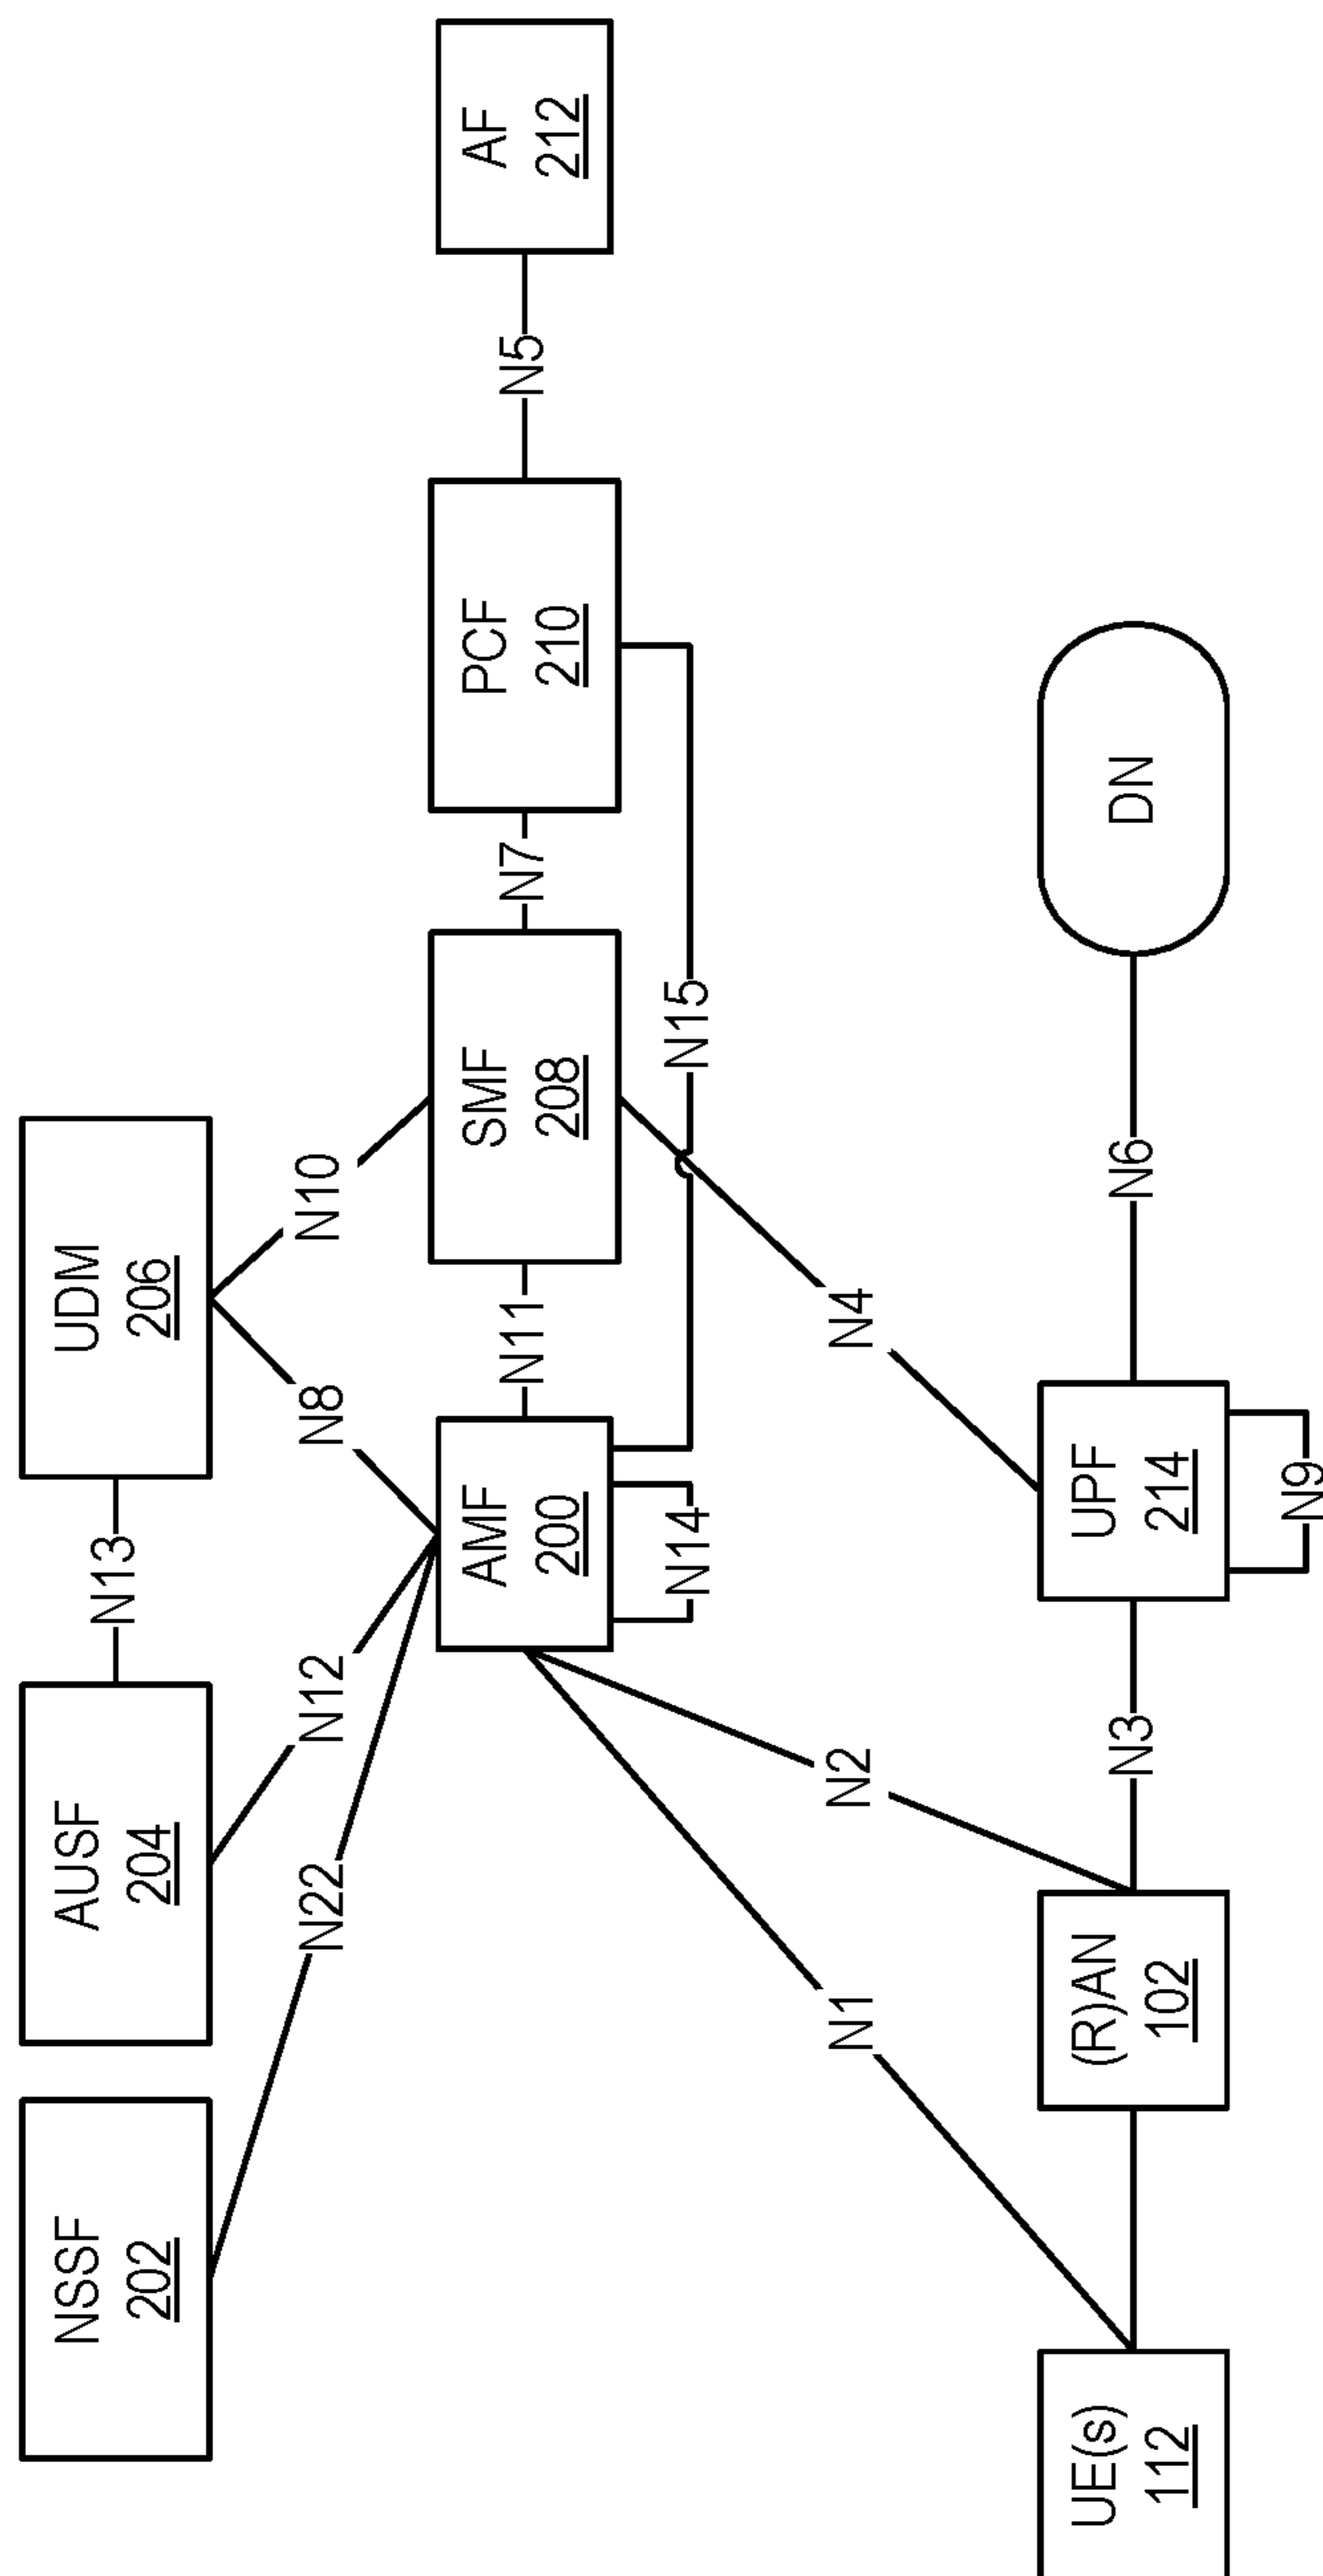 NSSF
202
AUSF
204
N13
UDM
206
N22
N12
N8
N10
AMF
200
N11
SMF
208
N7
PCF
210
N5
AF
212
N14
N15
N1
N2
N4
UE(s)
112
(R)AN
102
N3
UPF
214
N6
DN
N9